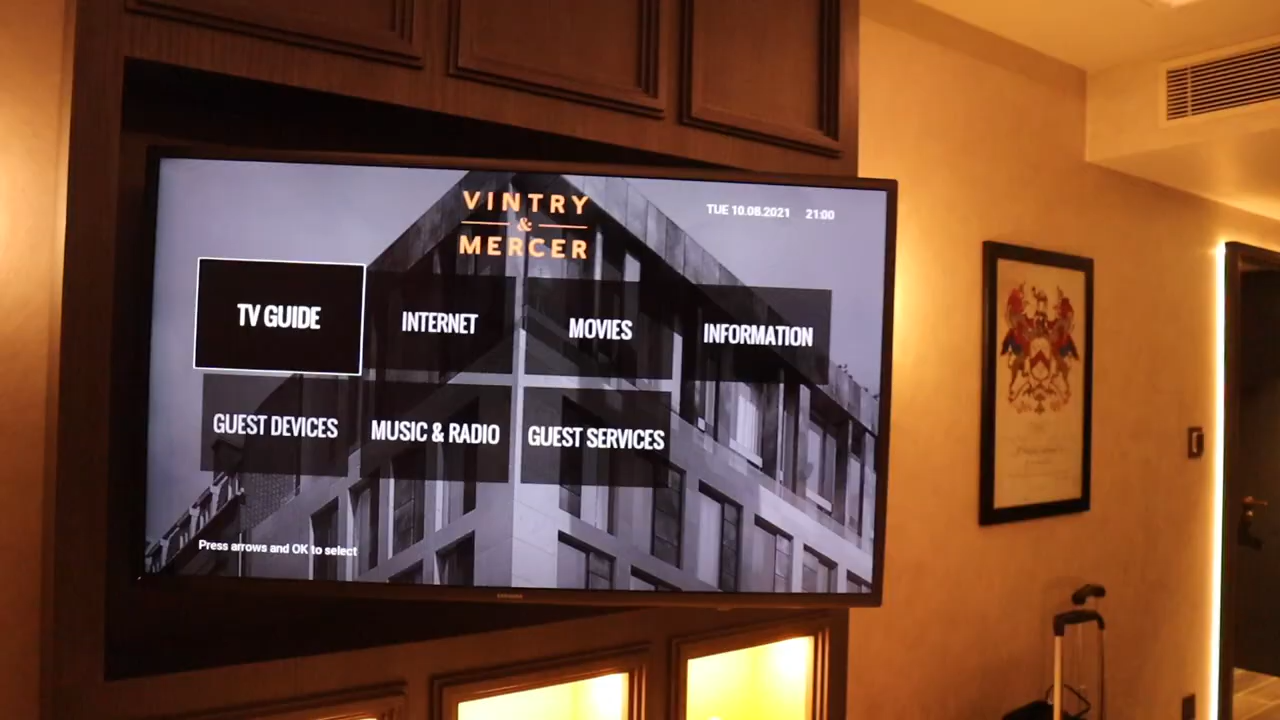 VINTRY
&
MERCER
TUE 10.08.2021 21:00
TV GUIDE
INTERNET
MOVIES
INFORMATION
GUEST DEVICES
MUSIC & RADIO
GUEST SERVICES
Press arrows and OK to select
SAMSUNG